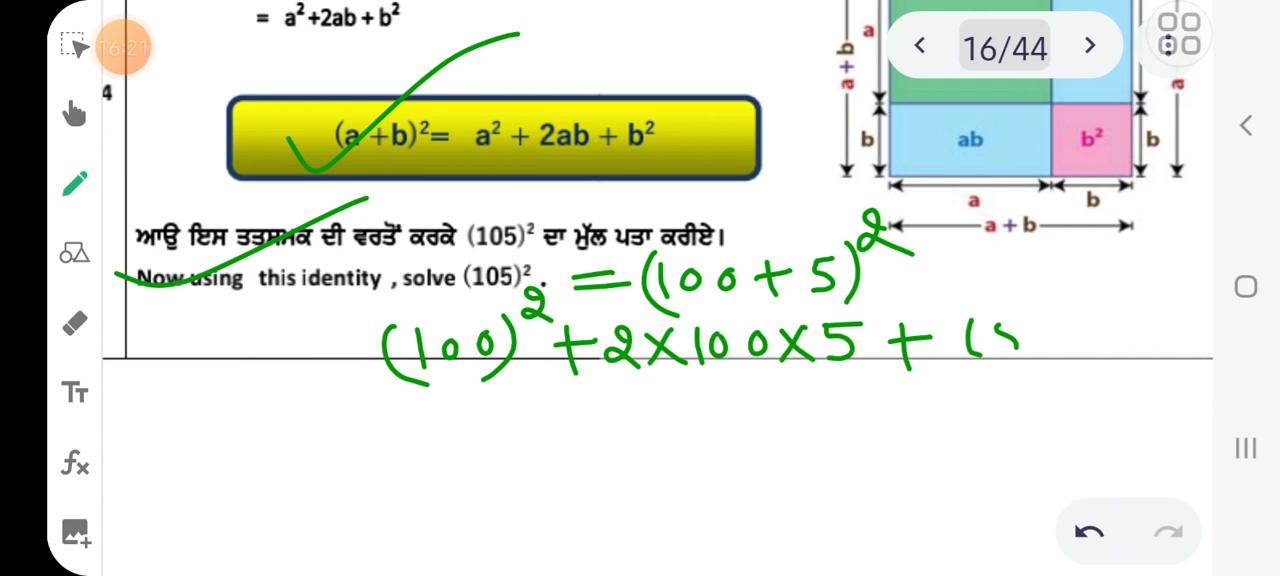 = a²+2ab + b²
16:21
16/44
4
(a +b)²= a² + 2ab + b²
a
a + b
b
ab
b²
b
a
a
b
a + b
ਆਉ ਇਸ ਤਤਸਮਕ ਦੀ ਵਰਤੋਂ ਕਰਕੇ (105)² ਦਾ ਮੁੱਲ ਪਤਾ ਕਰੀਏ।
Now using this identity , solve (105)². = (100 + 5)²
(100)² + 2×100×5 + (
Tт
fx